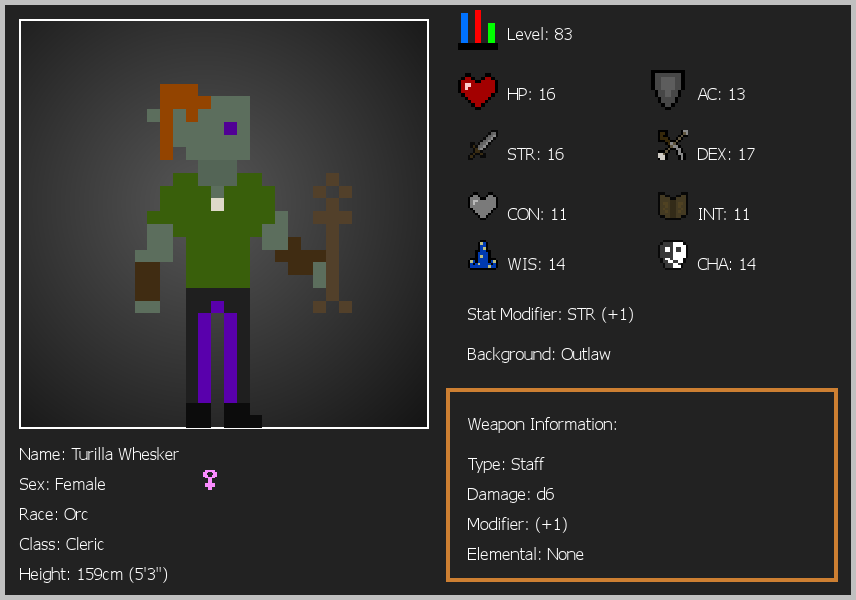 Level: 83
HP: 16
AC: 13
STR: 16
DEX: 17
CON: 11
INT: 11
WIS: 14
CHA: 14
Stat Modifier: STR (+1)
Background: Outlaw
Weapon Information:
Type: Staff
Damage: d6
Modifier: (+1)
Elemental: None
Name: Turilla Whesker
Sex: Female
Race: Orc
Class: Cleric
Height: 159cm (5'3")